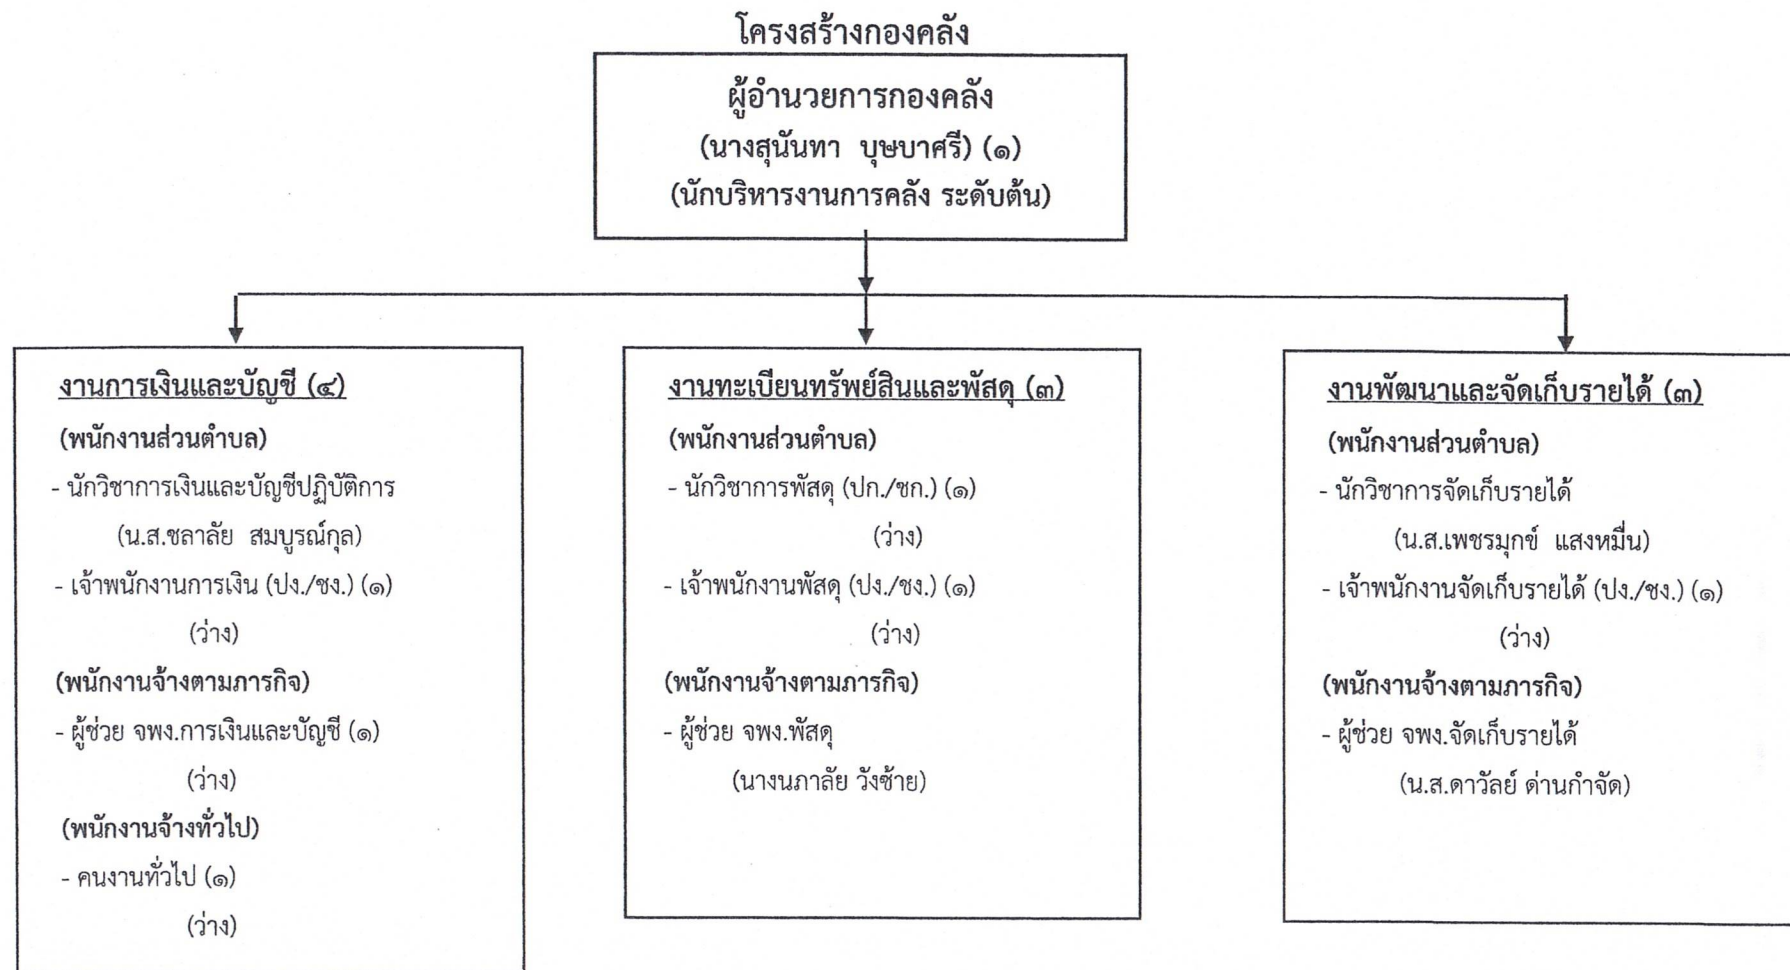 โครงสร้างกองคลัง
ผู้อำนวยการกองคลัง
(นางสุนันทา บุษบาศรี) (๑)
(นักบริหารงานการคลัง ระดับต้น)
งานการเงินและบัญชี (๔)
(พนักงานส่วนตำบล)
- นักวิชาการเงินและบัญชีปฏิบัติการ
(น.ส.ชลาลัย สมบูรณ์กุล)
- เจ้าพนักงานการเงิน (ปง./ชง.) (๑)
(ว่าง)
(พนักงานจ้างตามภารกิจ)
- ผู้ช่วย จพง.การเงินและบัญชี (๑)
(ว่าง)
(พนักงานจ้างทั่วไป)
- คนงานทั่วไป (๑)
(ว่าง)
งานทะเบียนทรัพย์สินและพัสดุ (๓)
(พนักงานส่วนตำบล)
- นักวิชาการพัสดุ (ปก./ชก.) (๑)
(ว่าง)
- เจ้าพนักงานพัสดุ (ปง./ชง.) (๑)
(ว่าง)
(พนักงานจ้างตามภารกิจ)
- ผู้ช่วย จพง.พัสดุ
(นางนภาลัย วังซ้าย)
งานพัฒนาและจัดเก็บรายได้ (๓)
(พนักงานส่วนตำบล)
- นักวิชาการจัดเก็บรายได้
(น.ส.เพชรมุกข์ แสงหมื่น)
- เจ้าพนักงานจัดเก็บรายได้ (ปง./ชง.) (๑)
(ว่าง)
(พนักงานจ้างตามภารกิจ)
- ผู้ช่วย จพง.จัดเก็บรายได้
(น.ส.ดาวัลย์ ด่านกำจัด)